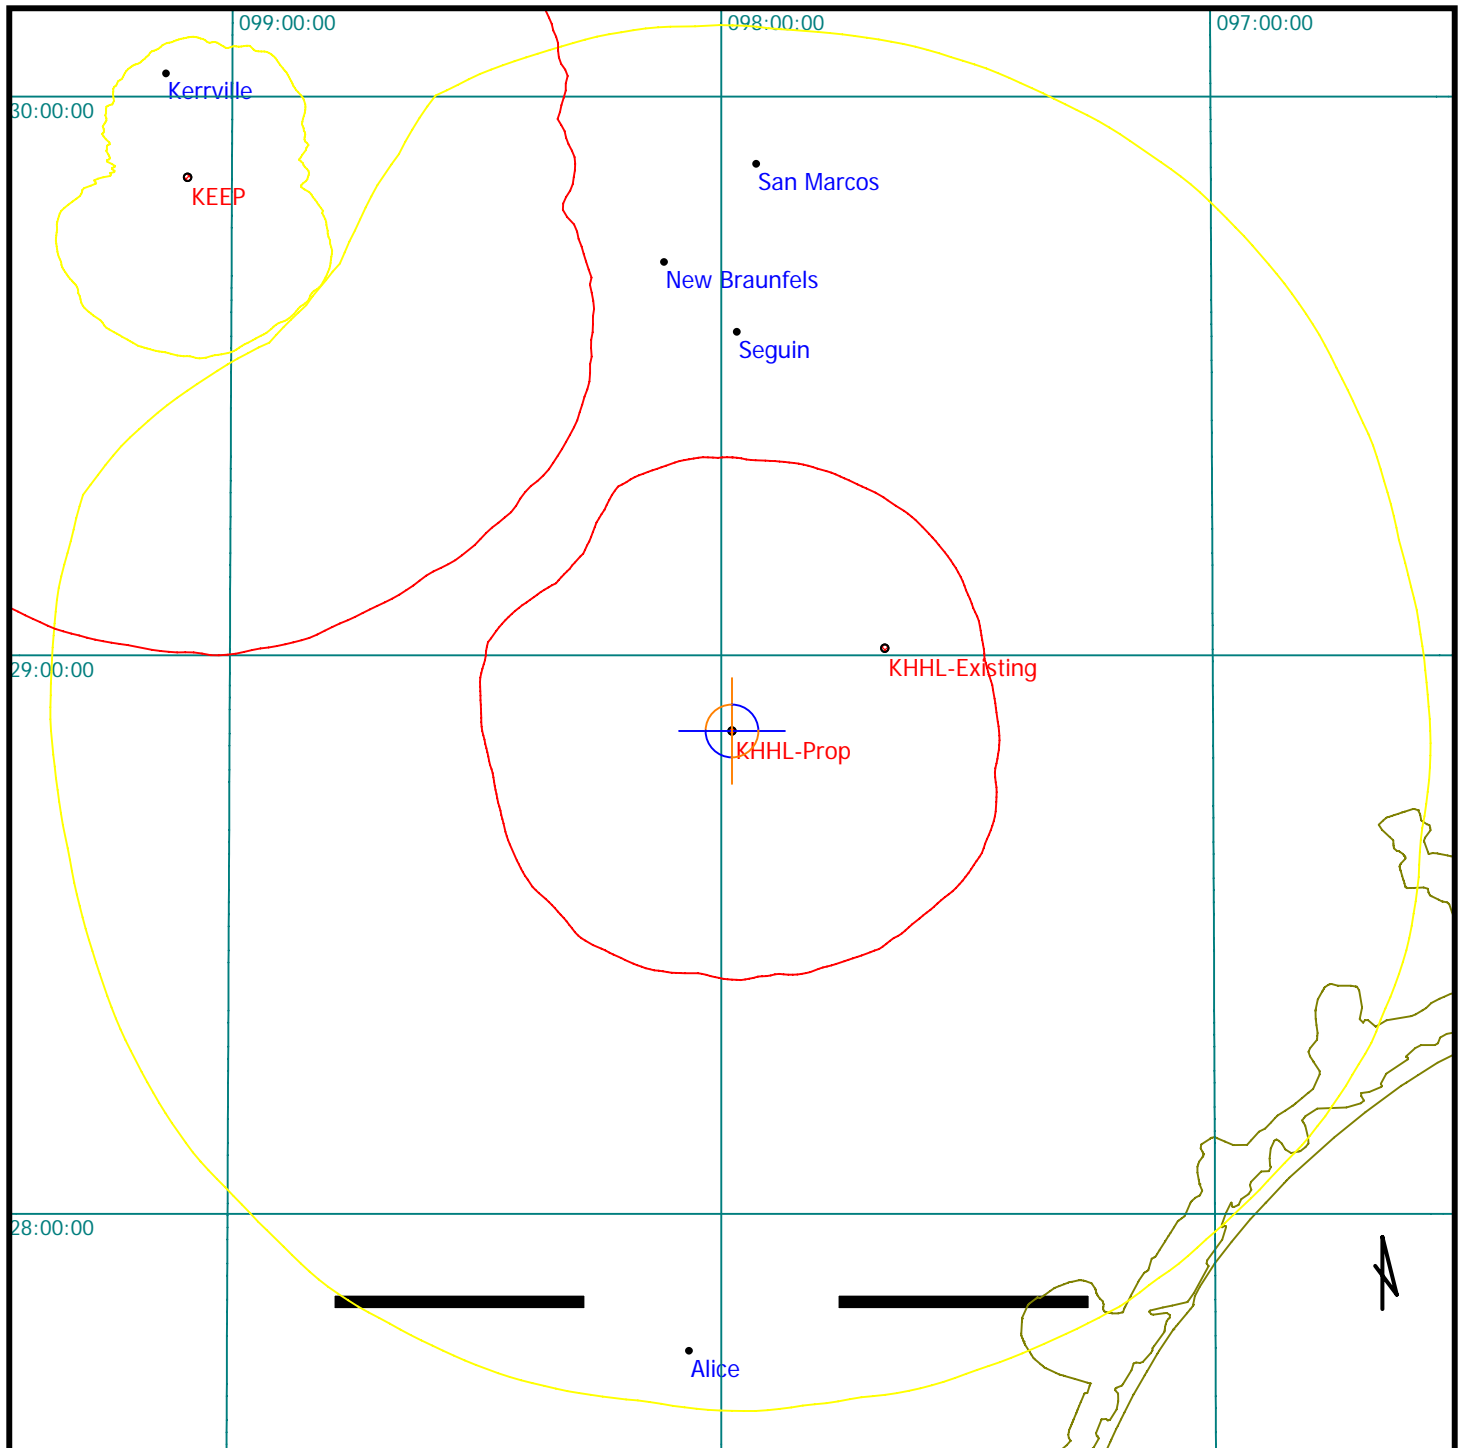 099:00:00
098:00:00
097:00:00
Kerrville
30:00:00
San Marcos
KEEP
New Braunfels
Seguin
29:00:00
KHHL-Existing
KHHL-Prop
28:00:00
Alice